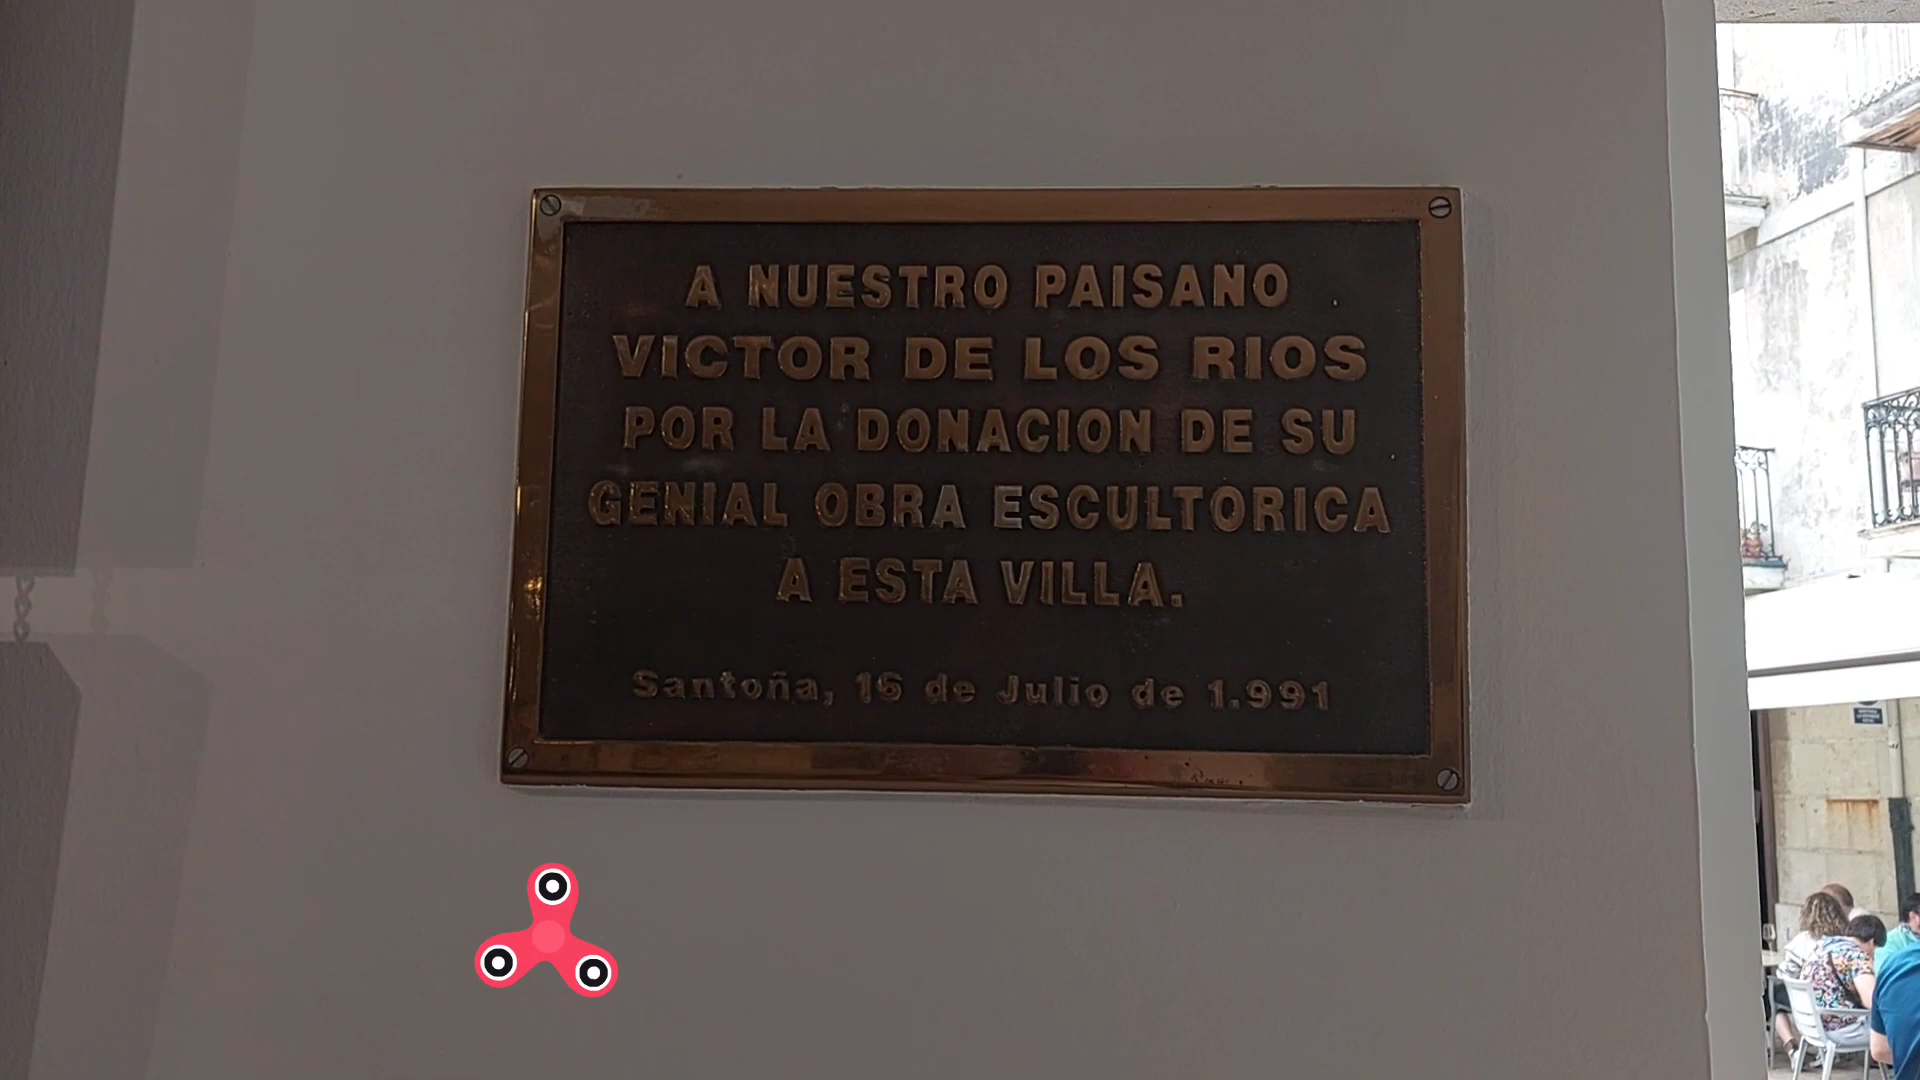 A NUESTRO PAISANO
VICTOR DE LOS RIOS
POR LA DONACION DE SU
GENIAL OBRA ESCULTORICA
A ESTA VILLA.
Santoña, 16 de Julio de 1.991